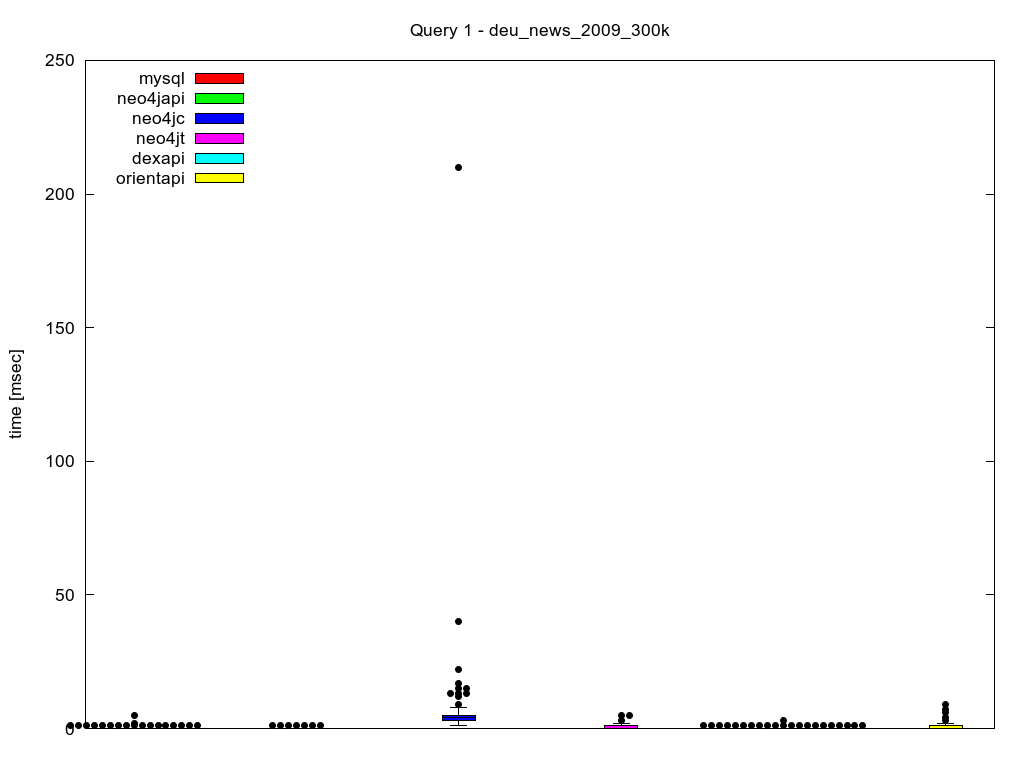 Query 1 - deu_news_2009_300k
250
200
150
100
50
0
time [msec]
mysql
neo4japi
neo4jc
neo4jt
dexapi
orientapi